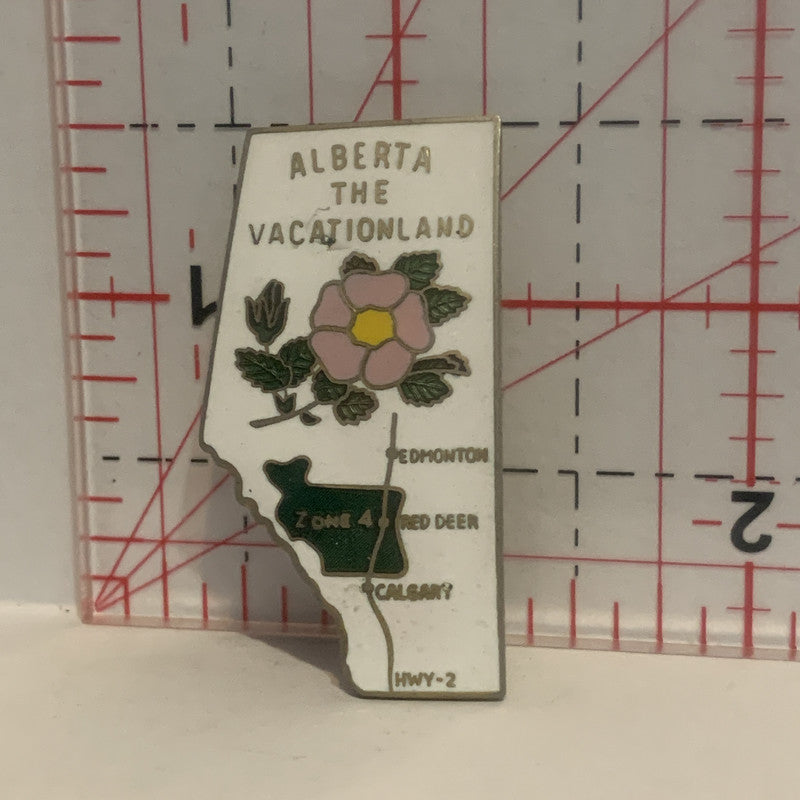 ALBERTA
THE
VACATIONLAND
1
EDMONTON
ZONE 4
RED DEER
2
CALGARY
HWY-2